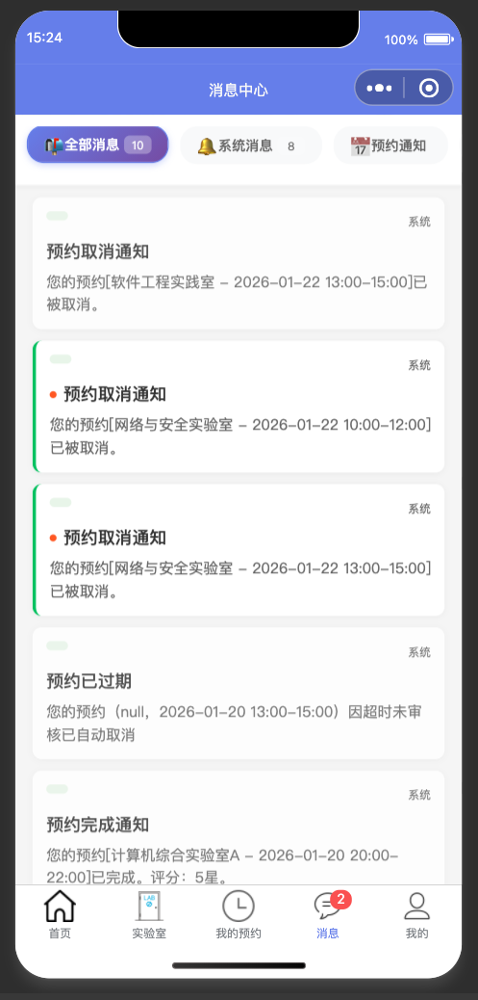 15:24
100%
消息中心
全部消息 10
系统消息 8
17 预约通知
系统
预约取消通知
您的预约[软件工程实践室 - 2026-01-22 13:00-15:00]已
被取消。
系统
预约取消通知
您的预约[网络与安全实验室 - 2026-01-22 10:00-12:00]
已被取消。
系统
预约取消通知
您的预约[网络与安全实验室 - 2026-01-22 13:00-15:00]
已被取消。
系统
预约已过期
您的预约（null，2026-01-20 13:00-15:00）因超时未审
核已自动取消
系统
预约完成通知
您的预约[计算机综合实验室A - 2026-01-20 20:00-
22:00]已完成。评分：5星。
LAB
2
首页
实验室
我的预约
消息
我的